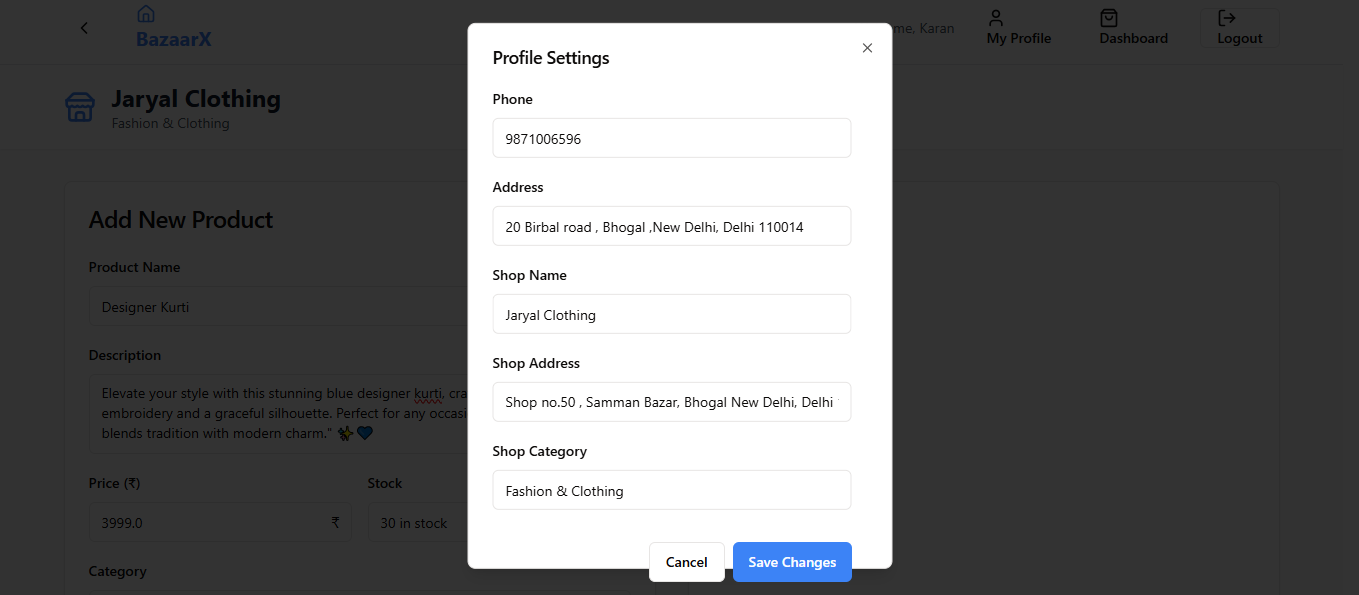 BazaarX
me, Karan
My Profile
Dashboard
Logout
Jaryal Clothing
Fashion & Clothing
Add New Product
Product Name
Designer Kurti
Description
Elevate your style with this stunning blue designer kurti, cra
embroidery and a graceful silhouette. Perfect for any occasi
blends tradition with modern charm." ✨💙
Price (₹)
Stock
3999.0 ₹
30 in stock
Category
Profile Settings
Phone
9871006596
Address
20 Birbal road , Bhogal ,New Delhi, Delhi 110014
Shop Name
Jaryal Clothing
Shop Address
Shop no.50 , Samman Bazar, Bhogal New Delhi, Delhi
Shop Category
Fashion & Clothing
Cancel
Save Changes